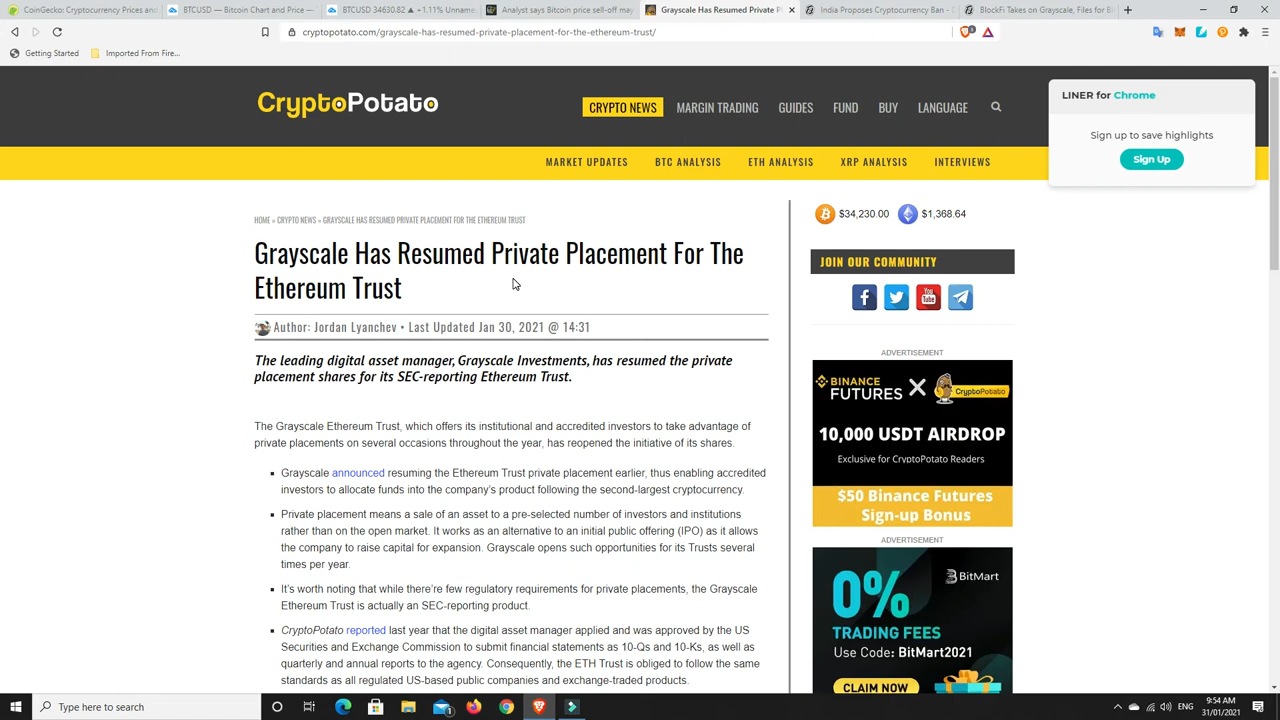 CoinGecko: Cryptocurrency Prices and
BTCUSD — Bitcoin Chart and Price —
BTCUSD 34630.82 ▲ +1.11% Unname
Analyst says Bitcoin price sell-off may
Grayscale Has Resumed Private P
India Proposes Cryptocurrency Ban -
BlockFi Takes on Grayscale, Files for Bi
cryptopotato.com/grayscale-has-resumed-private-placement-for-the-ethereum-trust/
Getting Started
Imported From Fire...
CryptoPotato
CRYPTO NEWS
MARGIN TRADING
GUIDES
FUND
BUY
LANGUAGE
LINER for Chrome
Sign up to save highlights
Sign Up
MARKET UPDATES
BTC ANALYSIS
ETH ANALYSIS
XRP ANALYSIS
INTERVIEWS
HOME » CRYPTO NEWS » GRAYSCALE HAS RESUMED PRIVATE PLACEMENT FOR THE ETHEREUM TRUST
Grayscale Has Resumed Private Placement For The
Ethereum Trust
Author: Jordan Lyanchev • Last Updated Jan 30, 2021 @ 14:31
The leading digital asset manager, Grayscale Investments, has resumed the private
placement shares for its SEC-reporting Ethereum Trust.
The Grayscale Ethereum Trust, which offers its institutional and accredited investors to take advantage of
private placements on several occasions throughout the year, has reopened the initiative of its shares.
Grayscale announced resuming the Ethereum Trust private placement earlier, thus enabling accredited
investors to allocate funds into the company's product following the second-largest cryptocurrency.
Private placement means a sale of an asset to a pre-selected number of investors and institutions
rather than on the open market. It works as an alternative to an initial public offering (IPO) as it allows
the company to raise capital for expansion. Grayscale opens such opportunities for its Trusts several
times per year.
It's worth noting that while there're few regulatory requirements for private placements, the Grayscale
Ethereum Trust is actually an SEC-reporting product.
CryptoPotato reported last year that the digital asset manager applied and was approved by the US
Securities and Exchange Commission to submit financial statements as 10-Qs and 10-Ks, as well as
quarterly and annual reports to the agency. Consequently, the ETH Trust is obliged to follow the same
standards as all regulated US-based public companies and exchange-traded products.
$34,230.00
$1,368.64
JOIN OUR COMMUNITY
You Tube
ADVERTISEMENT
BINANCE FUTURES × CryptoPotato
10,000 USDT AIRDROP
Exclusive for CryptoPotato Readers
$50 Binance Futures
Sign-up Bonus
ADVERTISEMENT
BitMart
0%
TRADING FEES
Use Code: BitMart2021
CLAIM NOW
Type here to search
ENG
9:54 AM
31/01/2021